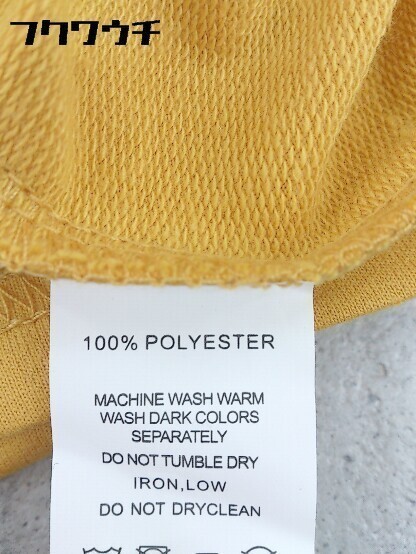 フクワウチ
100% POLYESTER
MACHINE WASH WARM
WASH DARK COLORS
SEPARATELY
DO NOT TUMBLE DRY
IRON,LOW
DO NOT DRYCLEAN